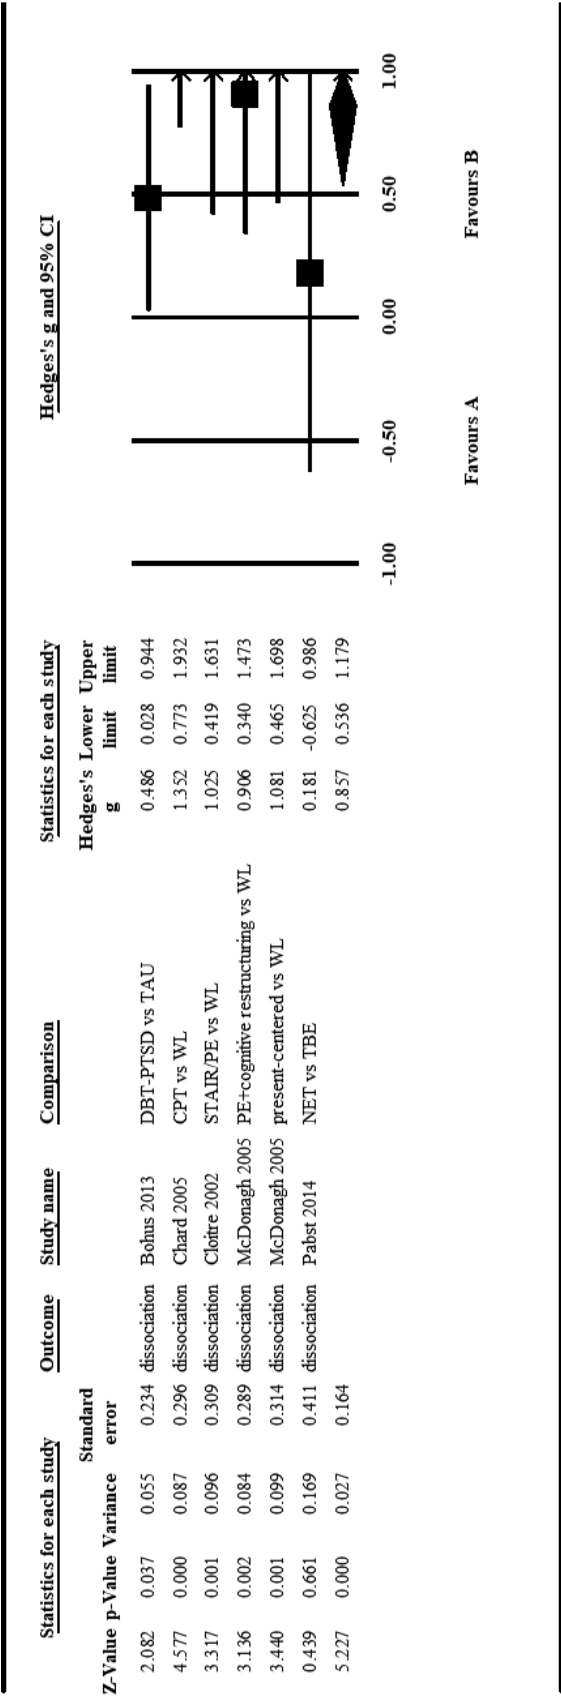 Statistics for each study Outcome Study name Comparison Statistics for each study Hedges's g and 95% CI
Standard Hedges's Lower Upper
Z-Value p-Value Variance error g limit limit
2.082 0.037 0.055 0.234 dissociation Bohus 2013 DBT-PTSD vs TAU 0.486 0.028 0.944
4.577 0.000 0.087 0.296 dissociation Chard 2005 CPT vs WL 1.352 0.773 1.932
3.317 0.001 0.096 0.309 dissociation Cloitre 2002 STAIR/PE vs WL 1.025 0.419 1.631
3.136 0.002 0.084 0.289 dissociation McDonagh 2005 PE+cognitive restructuring vs WL 0.906 0.340 1.473
3.440 0.001 0.099 0.314 dissociation McDonagh 2005 present-centered vs WL 1.081 0.465 1.698
0.439 0.661 0.169 0.411 dissociation Pabst 2014 NET vs TBE 0.181 -0.625 0.986
5.227 0.000 0.027 0.164 0.857 0.536 1.179
-1.00 -0.50 0.00 0.50 1.00
Favours A Favours B